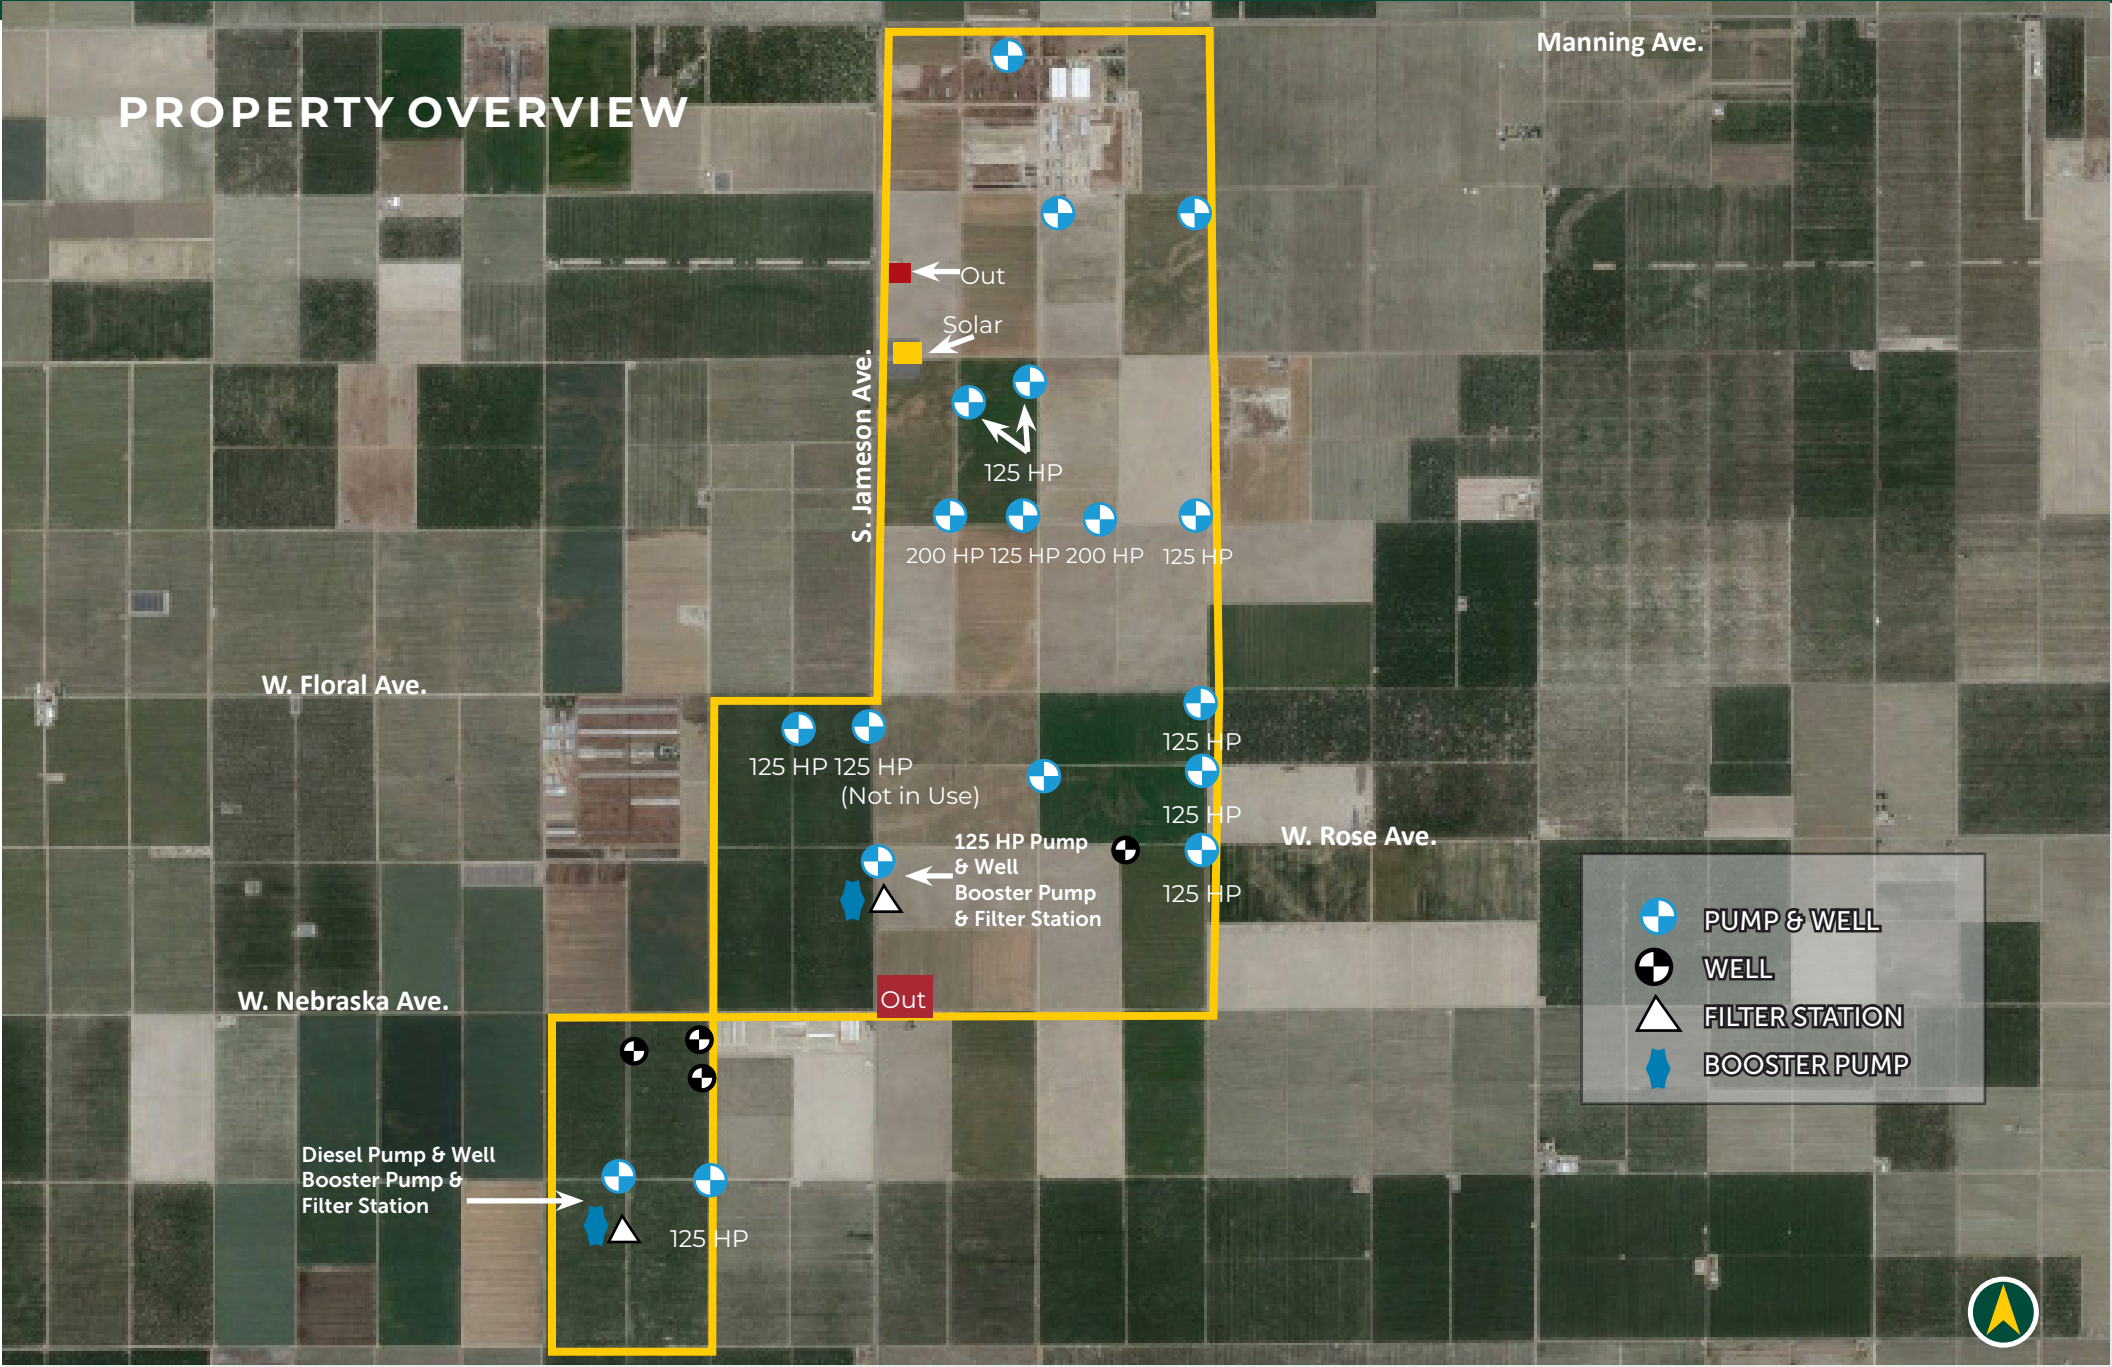 Manning Ave.
PROPERTY OVERVIEW
Out
Solar
S. Jameson Ave.
125 HP
200 HP 125 HP 200 HP 125 HP
W. Floral Ave.
125 HP
125 HP 125 HP
(Not in Use)
125 HP
W. Rose Ave.
125 HP Pump
& Well
Booster Pump
& Filter Station
125 HP
PUMP & WELL
WELL
FILTER STATION
BOOSTER PUMP
W. Nebraska Ave.
Out
Diesel Pump & Well
Booster Pump &
Filter Station
125 HP